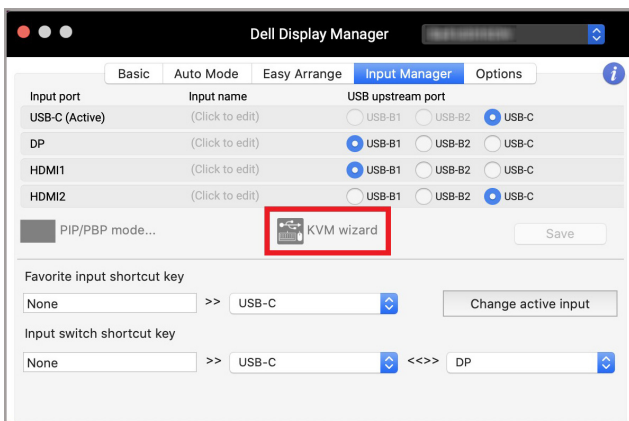 Dell Display Manager
Basic Auto Mode Easy Arrange Input Manager Options i
Input port Input name USB upstream port
USB-C (Active) (Click to edit) USB-B1 USB-B2 USB-C
DP (Click to edit) USB-B1 USB-B2 USB-C
HDMI1 (Click to edit) USB-B1 USB-B2 USB-C
HDMI2 (Click to edit) USB-B1 USB-B2 USB-C
PIP/PBP mode... KVM wizard Save
Favorite input shortcut key
None >> USB-C Change active input
Input switch shortcut key
None >> USB-C <<>> DP